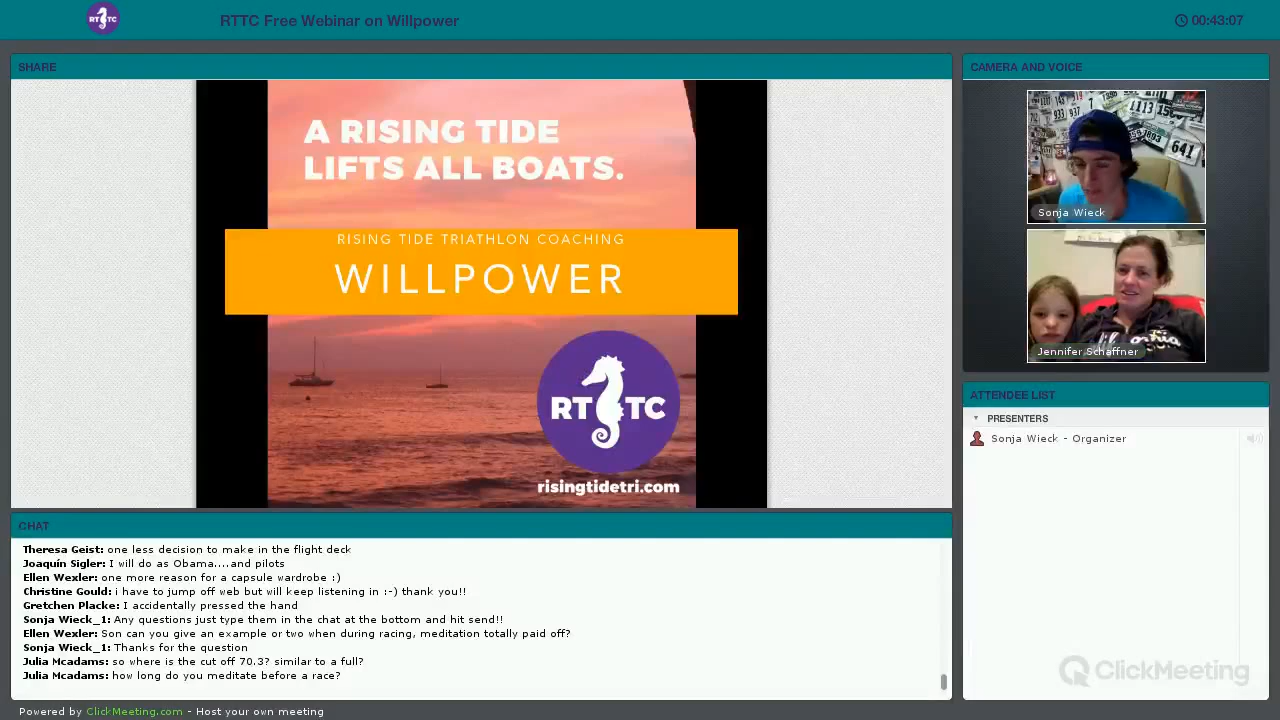 RTTC
RTTC Free Webinar on Willpower
00:43:07
SHARE
A RISING TIDE
LIFTS ALL BOATS.
RISING TIDE TRIATHLON COACHING
WILLPOWER
RTTC
risingtidetri.com
CAMERA AND VOICE
1113
933
937
641
Sonja Wieck
Jennifer Schaffner
ATTENDEE LIST
PRESENTERS
Sonja Wieck - Organizer
CHAT
Theresa Geist: one less decision to make in the flight deck
Joaquín Sigler: I will do as Obama....and pilots
Ellen Wexler: one more reason for a capsule wardrobe :)
Christine Gould: i have to jump off web but will keep listening in :-) thank you!!
Gretchen Placke: I accidentally pressed the hand
Sonja Wieck_1: Any questions just type them in the chat at the bottom and hit send!!
Ellen Wexler: Son can you give an example or two when during racing, meditation totally paid off?
Sonja Wieck_1: Thanks for the question
Julia Mcadams: so where is the cut off 70.3? similar to a full?
Julia Mcadams: how long do you meditate before a race?
ClickMeeting
Powered by ClickMeeting.com - Host your own meeting